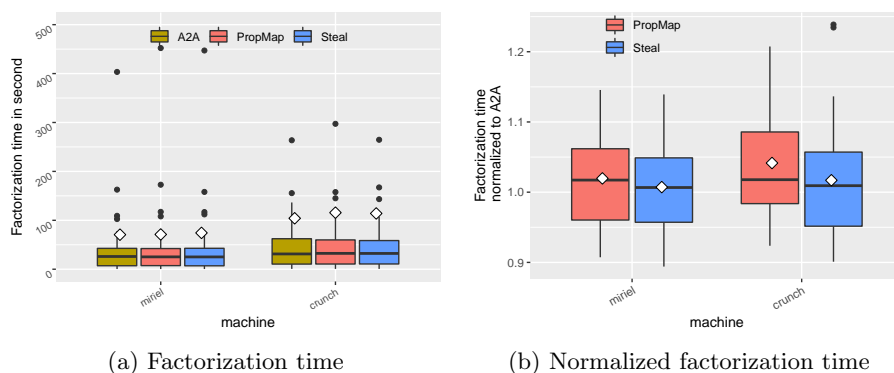 500
400
300
200
100
0
Factorization time in second
A2A PropMap Steal
miriel crunch
machine
(a) Factorization time
1.2
1.1
1.0
0.9
Factorization time
normalized to A2A
PropMap
Steal
miriel crunch
machine
(b) Normalized factorization time